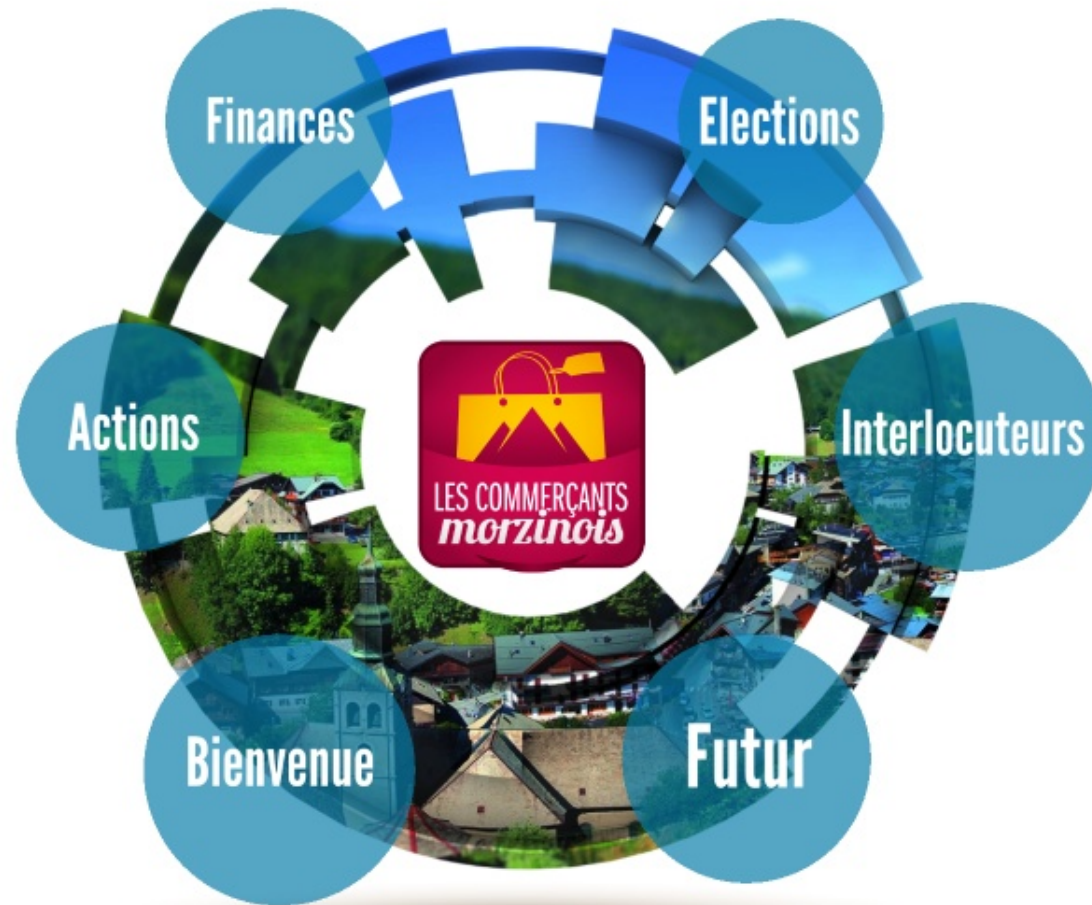 Finances
Elections
Actions
Interlocuteurs
LES COMMERÇANTS
morzinois
Bienvenue
Futur